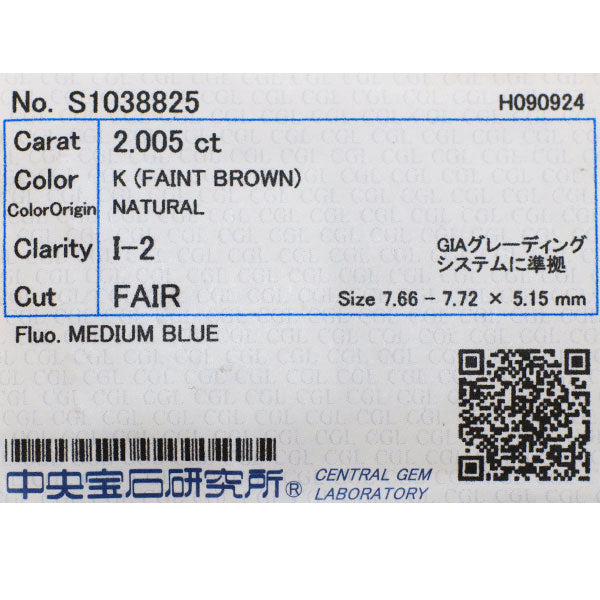 No. S1038825 H090924
Carat 2.005 ct
Color K (FAINT BROWN)
ColorOrigin NATURAL
Clarity I-2 GIAグレーディング
システムに準拠
Cut FAIR Size 7.66 - 7.72 × 5.15 mm
Fluo. MEDIUM BLUE
中央宝石研究所® CENTRAL GEM
LABORATORY